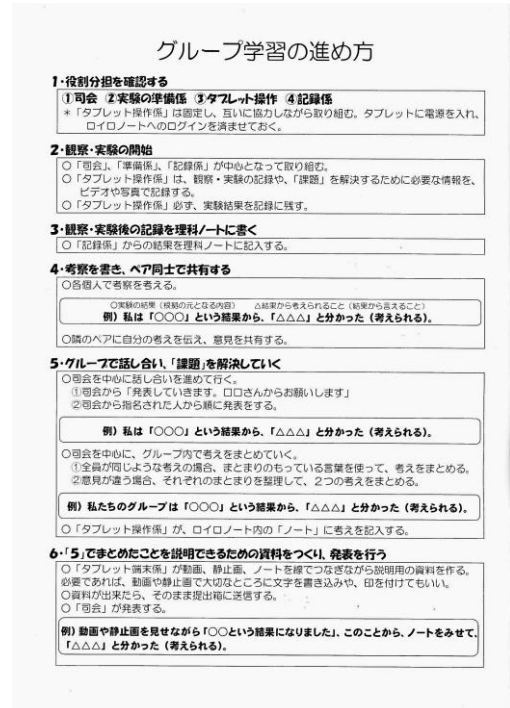 グループ学習の進め方
1・役割分担を確認する
①司会 ②実験の準備係 ③タブレット操作 ④記録係
＊「タブレット操作係」は固定し、互いに協力しながら取り組む。タブレットに電源を入れ、
ロイロノートへのログインを済ませておく。
2・観察・実験の開始
○「司会」、「準備係」、「記録係」が中心となって取り組む。
○「タブレット操作係」は、観察・実験の記録や、「課題」を解決するために必要な情報を、
ビデオや写真で記録する。
○「タブレット操作係」必ず、実験結果を記録に残す。
3・観察・実験後の記録を理科ノートに書く
○「記録係」からの結果を理科ノートに記入する。
4・考察を書き、ペア同士で共有する
○各個人で考察を考える。
○実験の結果（根拠の元となる内容） △結果から考えられること（結果から言えること）
例）私は「○○○」という結果から、「△△△」と分かった（考えられる）。
○隣のペアに自分の考えを伝え、意見を共有する。
5・グループで話し合い、「課題」を解決していく
○司会を中心に話し合いを進めて行く。
①司会から「発表していきます。口口さんからお願いします」
②司会から指名された人から順に発表をする。
例）私は「○○○」という結果から、「△△△」と分かった（考えられる）。
○司会を中心に、グループ内で考えをまとめていく。
①全員が同じような考えの場合、まとまりのもっている言葉を使って、考えをまとめる。
②意見が違う場合、それぞれのまとまりを整理して、２つの考えをまとめる。
例）私たちのグループは「○○○」という結果から、「△△△」と分かった（考えられる）。
○「タブレット操作係」が、ロイロノート内の「ノート」に考えを記入する。
6・「5」でまとめたことを説明できるための資料をつくり、発表を行う
○「タブレット端末係」が動画、静止画、ノートを線でつなぎながら説明用の資料を作る。
必要であれば、動画や静止画で大切なところに文字を書き込みや、印を付けてもいい。
○資料が出来たら、そのまま提出箱に送信する。
○「司会」が発表する。
例）動画や静止画を見せながら「○○という結果になりました」、このことから、ノートをみせて、
「△△△」と分かった（考えられる）。